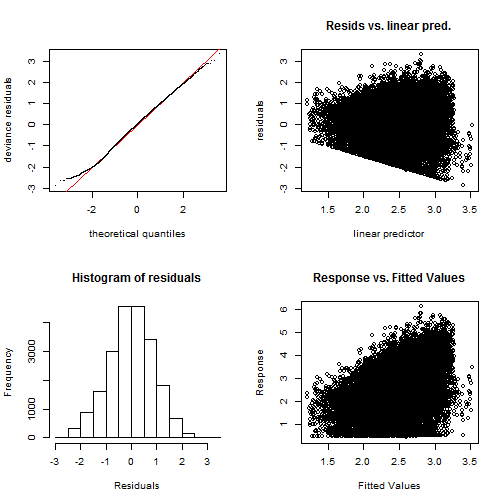 deviance residuals
-3 -2 -1 0 1 2 3
-2 0 2
theoretical quantiles
Resids vs. linear pred.
residuals
-3 -2 -1 0 1 2 3
1.5 2.0 2.5 3.0 3.5
linear predictor
Histogram of residuals
Frequency
0 1000 3000
-3 -2 -1 0 1 2 3
Residuals
Response vs. Fitted Values
Response
1 2 3 4 5 6
1.5 2.0 2.5 3.0 3.5
Fitted Values